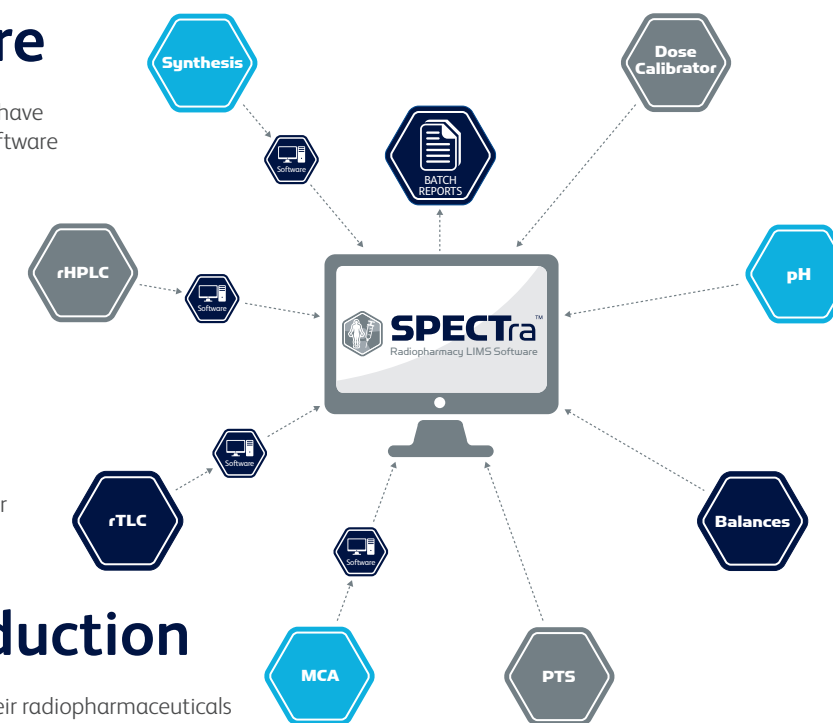 re
have
ftware
r
duction
eir radiopharmaceuticals
Synthesis
Software
BATCH
REPORTS
Dose
Calibrator
rHPLC
Software
SPECTra™
Radiopharmacy LIMS Software
pH
rTLC
Software
Balances
Software
MCA
PTS